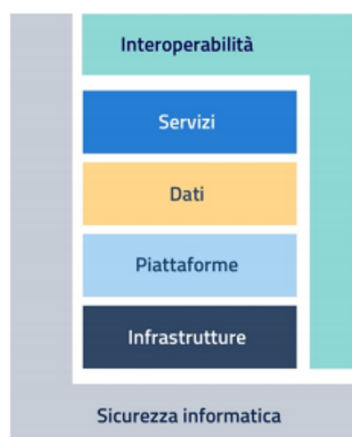 Interoperabilità
Servizi
Dati
Piattaforme
Infrastrutture
Sicurezza informatica